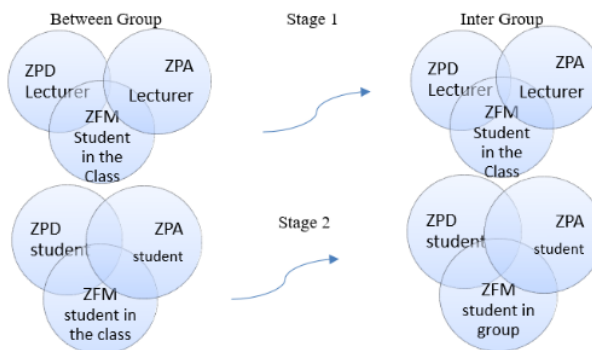 Between Group
Stage 1
Inter Group
ZPD
Lecturer
ZPA
Lecturer
ZFM
Student
in the
Class
ZPD
Lecturer
ZPA
Lecturer
ZFM
Student
in the
Class
ZPD
student
ZPA
student
ZFM
student in
the class
Stage 2
ZPD
student
ZPA
student
ZFM
student in
group